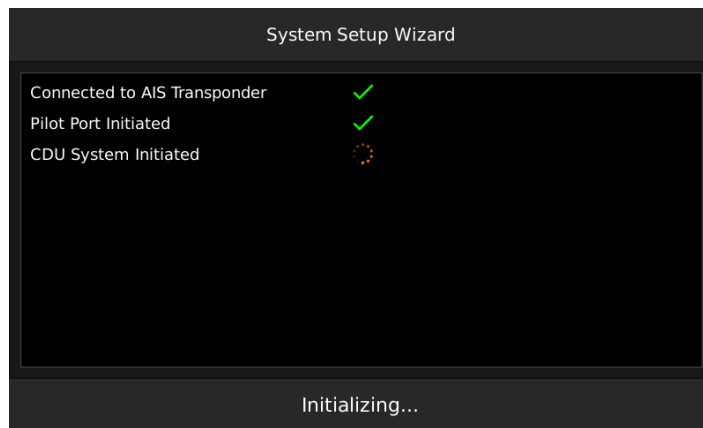 System Setup Wizard
Connected to AIS Transponder
Pilot Port Initiated
CDU System Initiated
Initializing...